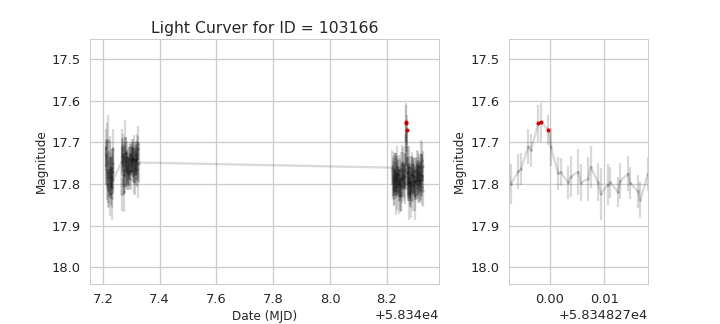 Light Curver for ID = 103166
Magnitude
17.5
17.6
17.7
17.8
17.9
18.0
7.2 7.4 7.6 7.8 8.0 8.2
Date (MJD)
+5.834e4
Magnitude
17.5
17.6
17.7
17.8
17.9
18.0
0.00 0.01
+5.834827e4